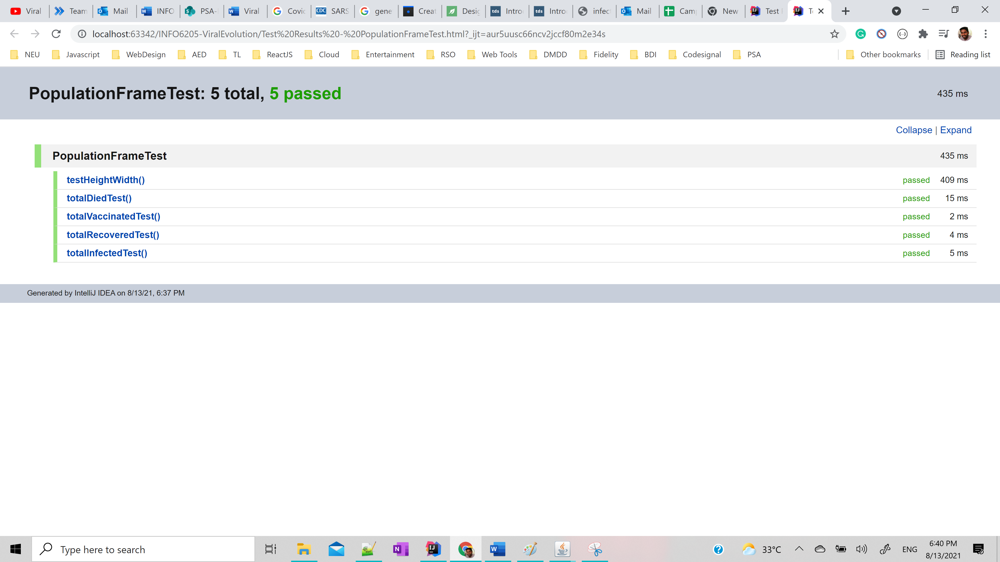 Viral Team Mail INFO PSA- Viral Covid SARS gene Creat Desig Intro Intro infect Mail Camp New Test Te
localhost:63342/INFO6205-ViralEvolution/Test%20Results%20-%20PopulationFrameTest.html?_ijt=aur5uusc66ncv2jccf80m2e34s
NEU Javascript WebDesign AED TL ReactJS Cloud Entertainment RSO Web Tools DMDD Fidelity BDI Codesignal PSA Other bookmarks Reading list
PopulationFrameTest: 5 total, 5 passed 435 ms
Collapse | Expand
PopulationFrameTest 435 ms
testHeightWidth() passed 409 ms
totalDiedTest() passed 15 ms
totalVaccinatedTest() passed 2 ms
totalRecoveredTest() passed 4 ms
totalInfectedTest() passed 5 ms
Generated by IntelliJ IDEA on 8/13/21, 6:37 PM
Type here to search 33°C ENG 6:40 PM
8/13/2021